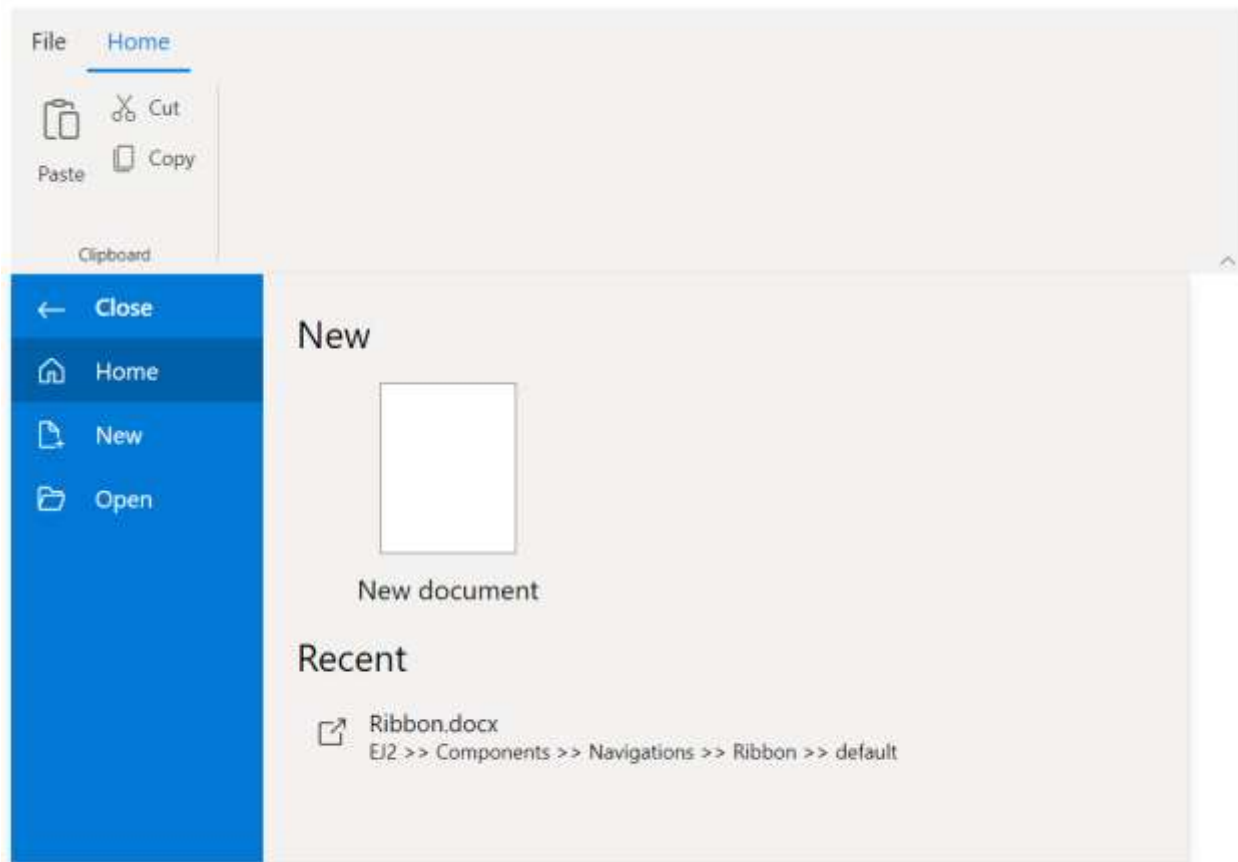 File Home
Cut
Copy
Paste
Clipboard
Close
Home
New
Open
New
New document
Recent
Ribbon.docx
EJ2 >> Components >> Navigations >> Ribbon >> default